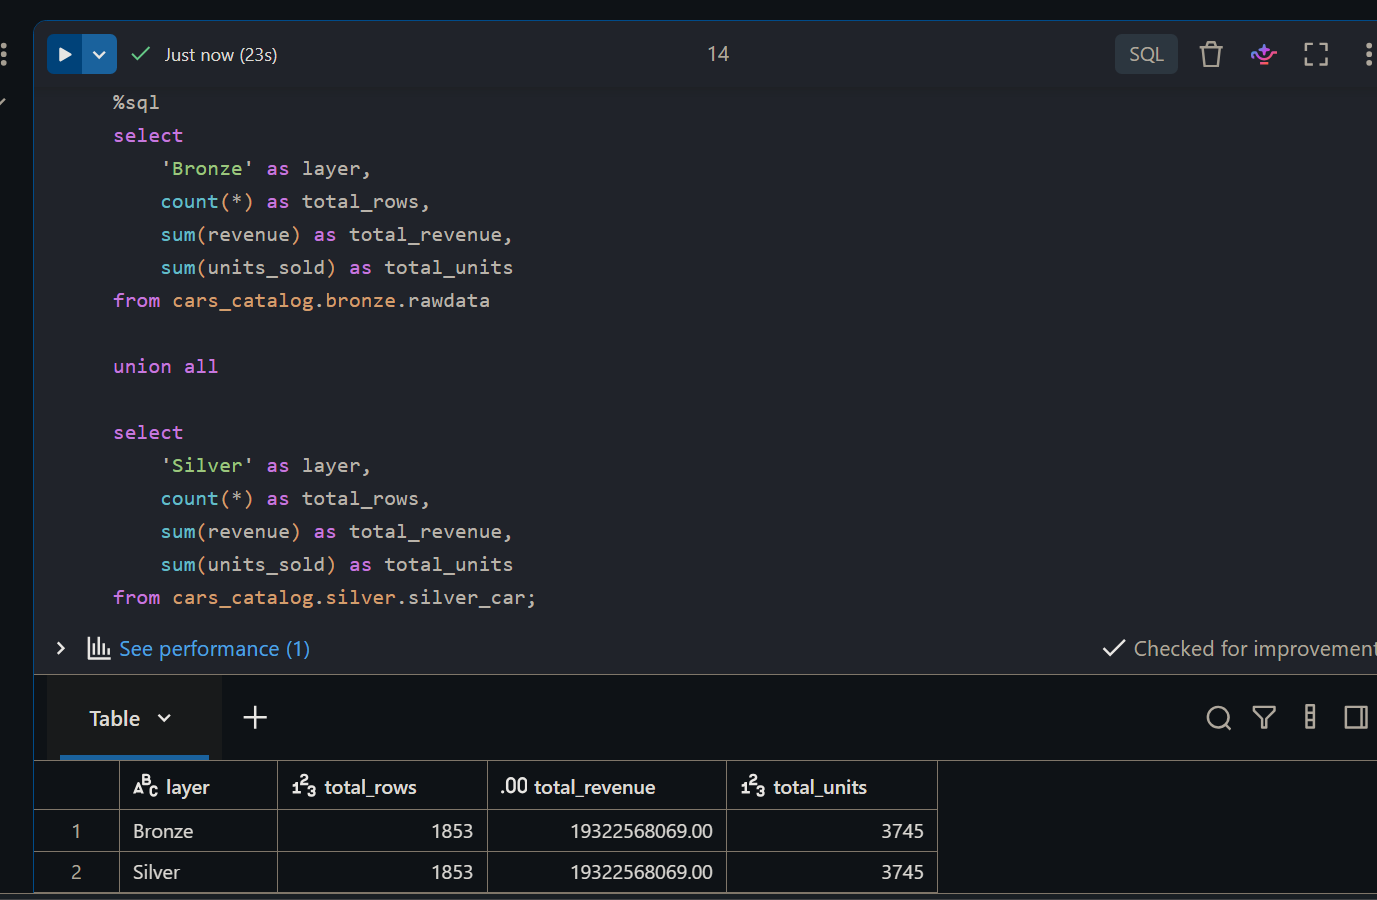 Just now (23s)
14
SQL
%sql
select
'Bronze' as layer,
count(*) as total_rows,
sum(revenue) as total_revenue,
sum(units_sold) as total_units
from cars_catalog.bronze.rawdata
union all
select
'Silver' as layer,
count(*) as total_rows,
sum(revenue) as total_revenue,
sum(units_sold) as total_units
from cars_catalog.silver.silver_car;
See performance (1)
Checked for improvement
Table
layer total_rows .00 total_revenue total_units
1 Bronze 1853 19322568069.00 3745
2 Silver 1853 19322568069.00 3745